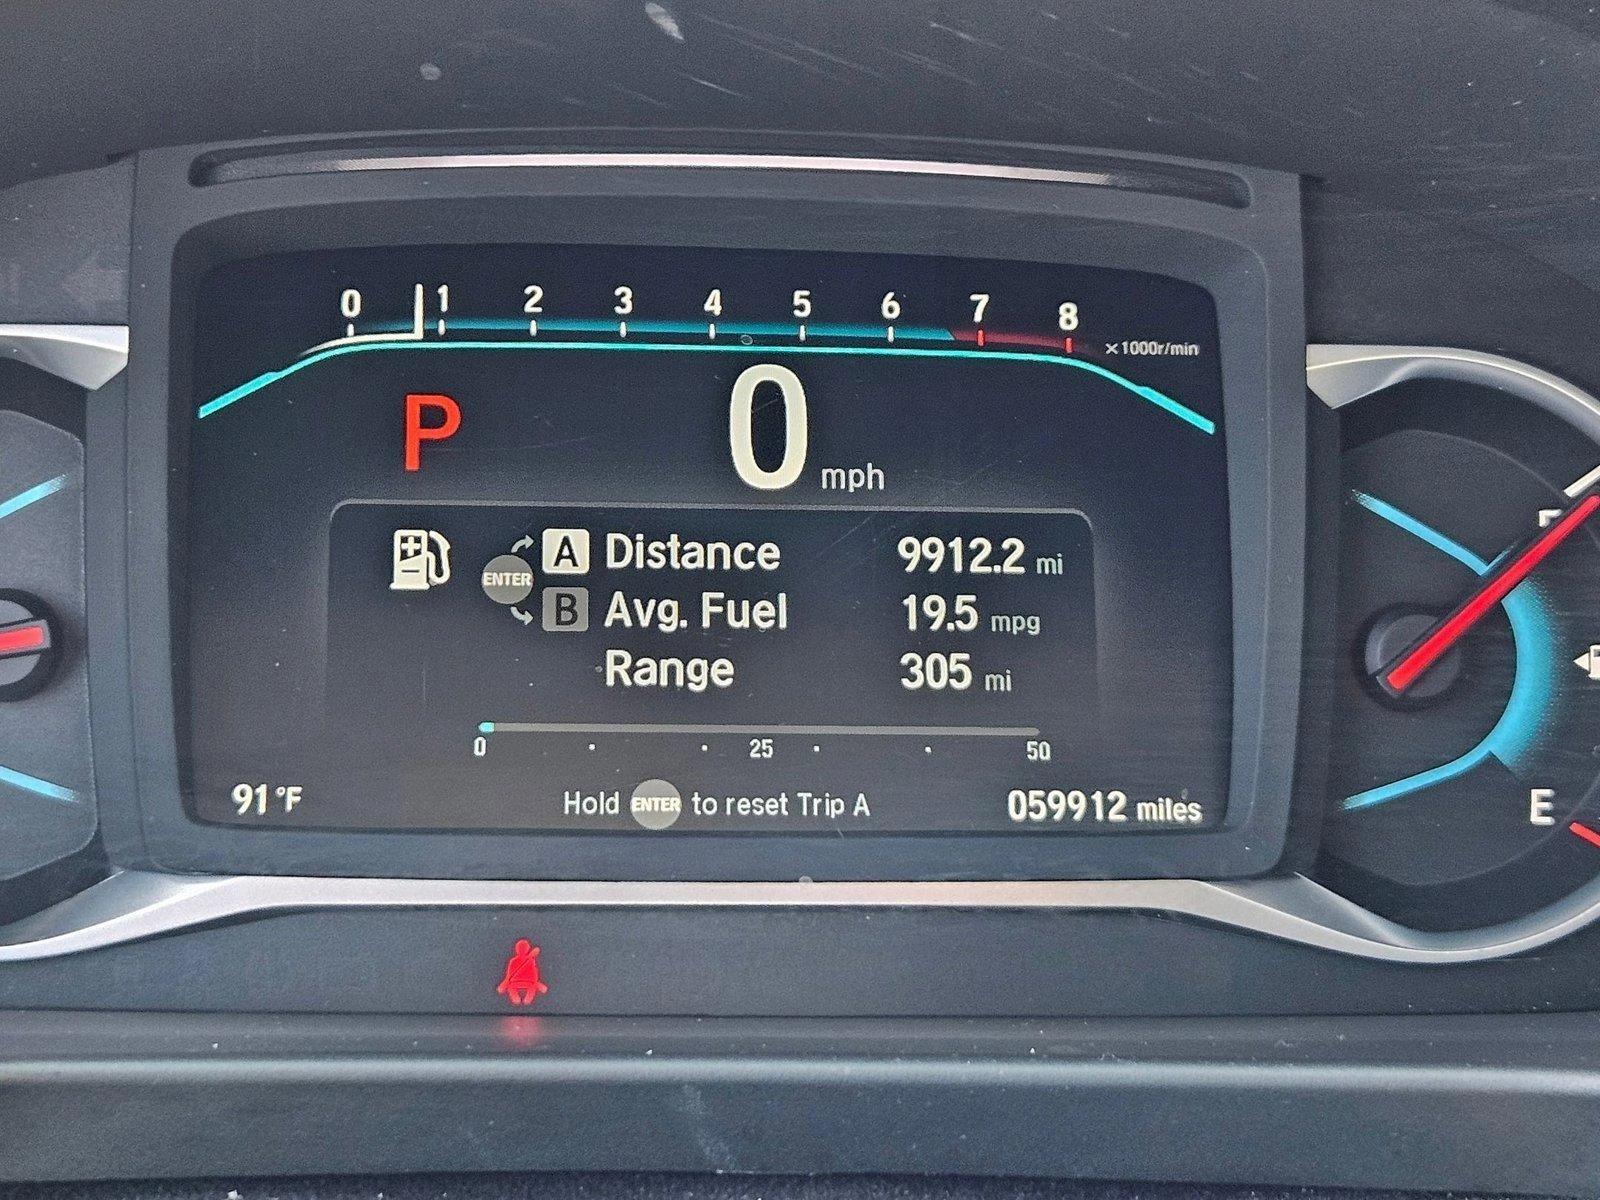 0 1 2 3 4 5 6 7 8
x1000r/min
P 0 mph
ENTER A Distance 9912.2 mi
B Avg. Fuel 19.5 mpg
Range 305 mi
0 25 50
91°F Hold ENTER to reset Trip A 059912 miles
E